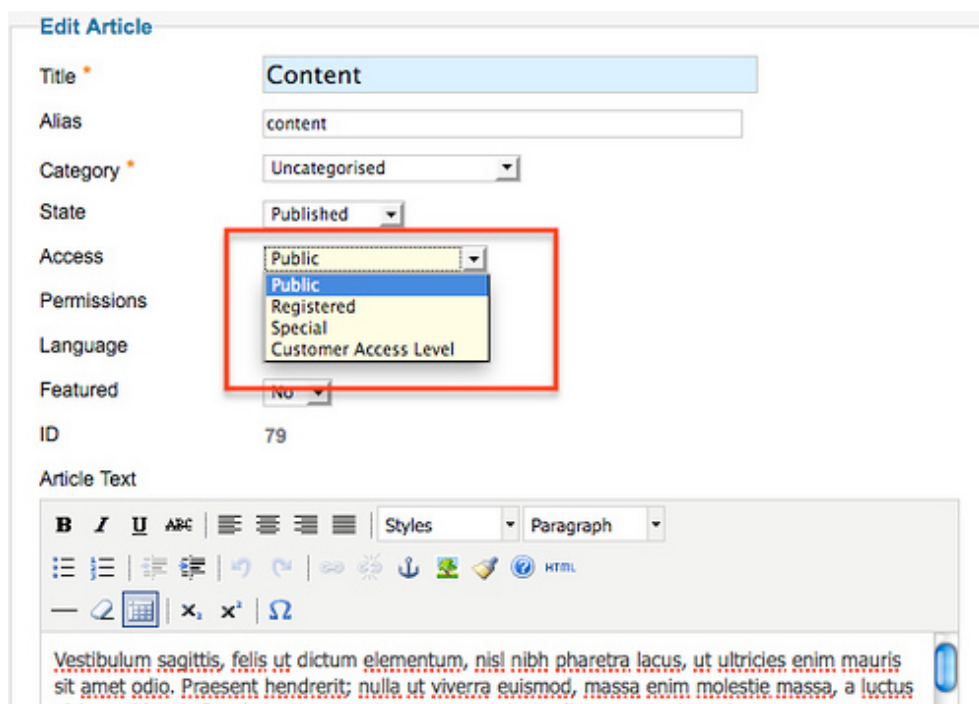 Edit Article
Title * Content
Alias content
Category * Uncategorised
State Published
Access Public
Public
Permissions Registered
Special
Language Customer Access Level
Featured No
ID 79
Article Text
B I U ABC Styles Paragraph
HTML
x₂ x² Ω
Vestibulum sagittis, felis ut dictum elementum, nisl nibh pharetra lacus, ut ultricies enim mauris
sit amet odio. Praesent hendrerit; nulla ut viverra euismod, massa enim molestie massa, a luctus